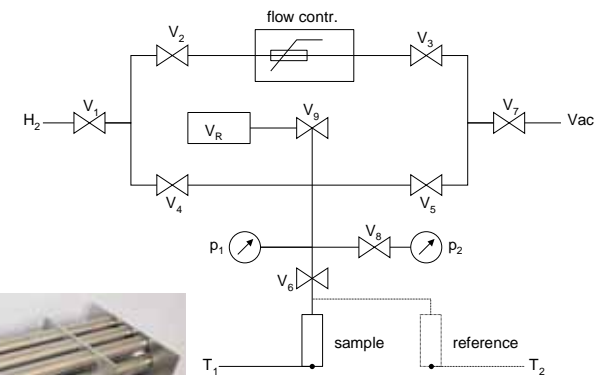 flow contr.
V2 V3
H2 V1 V9 V7 Vac
VR
V4 V5
p1 V8 p2
V6
sample reference
T1 T2